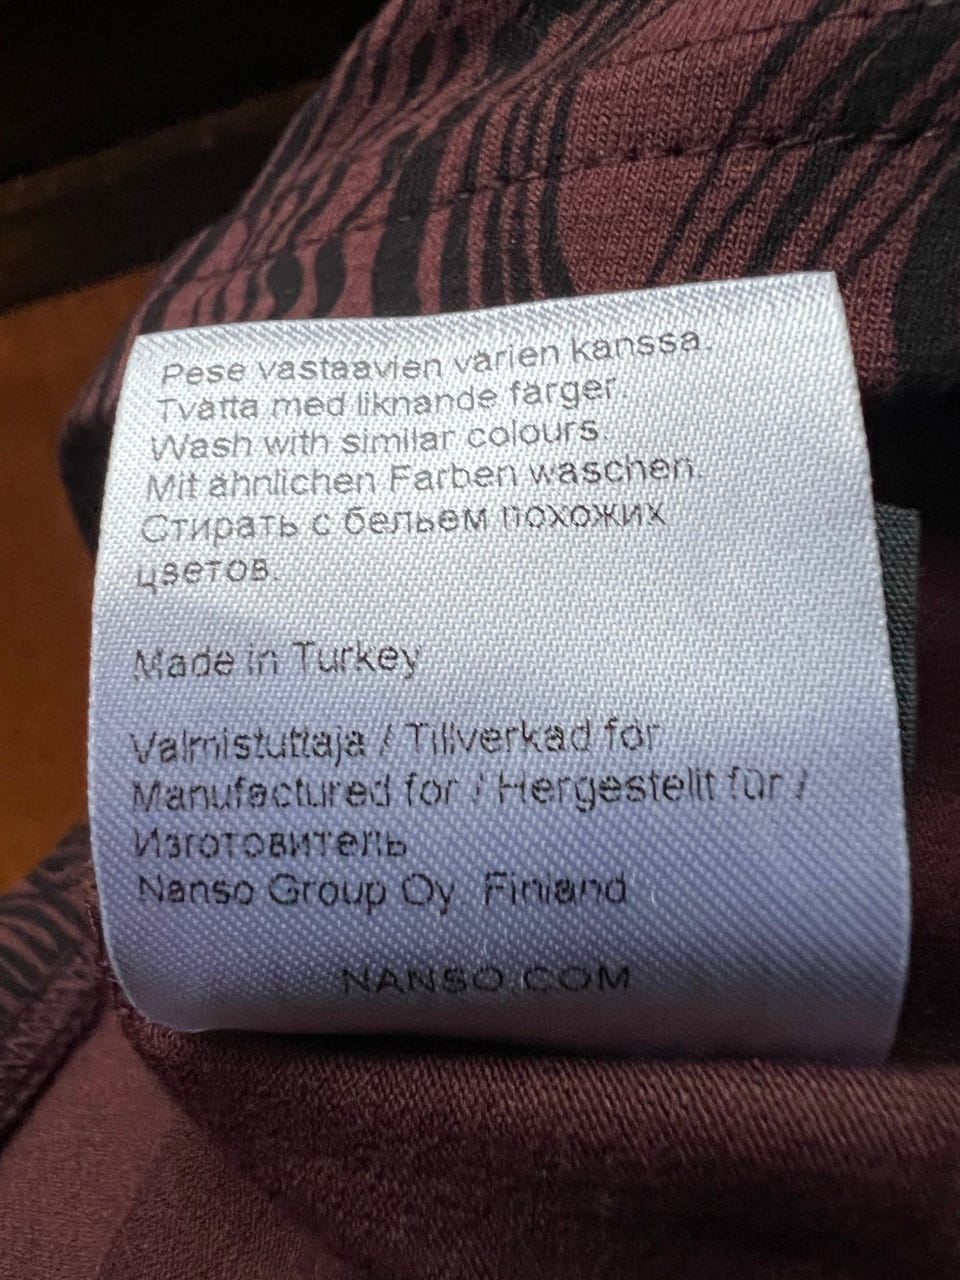 Pese vastaavien värien kanssa.
Tvätta med liknande färger.
Wash with similar colours.
Mit ähnlichen Farben waschen.
Стирать с бельем похожих
цветов.
Made in Turkey
Valmistuttaja / Tillverkad för
Manufactured for / Hergestellt für /
Изготовитель
Nanso Group Oy Finland
NANSO.COM